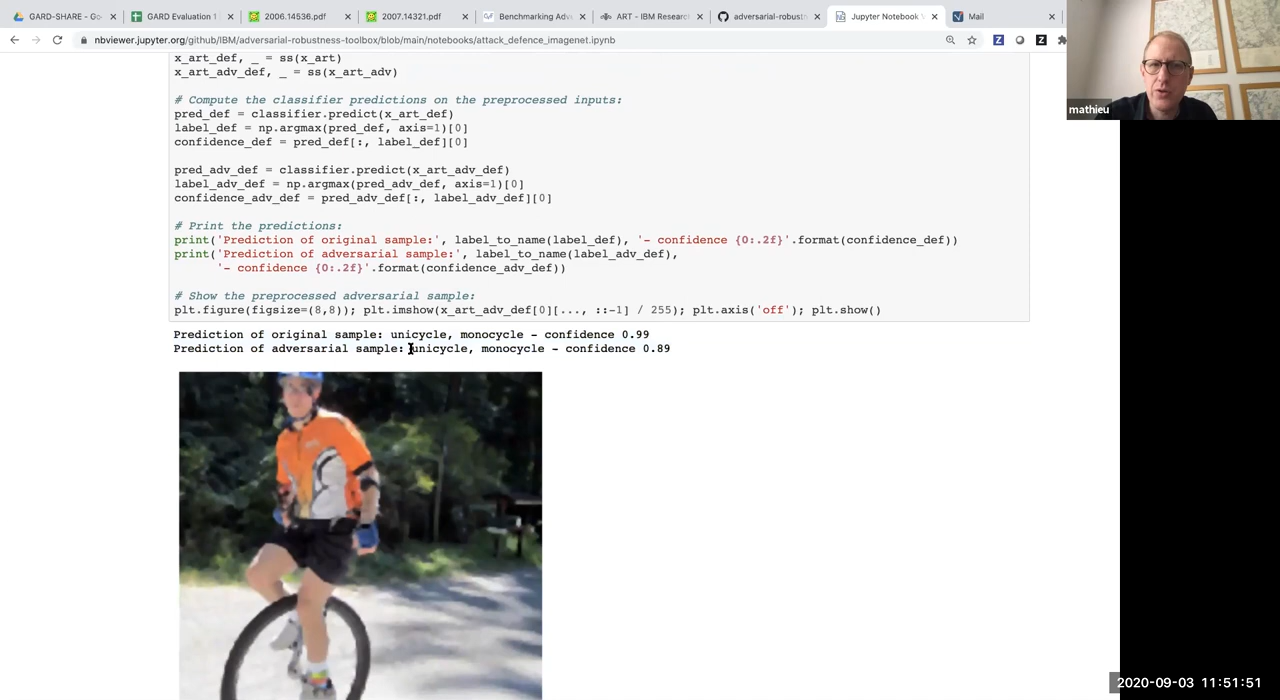 GARD-SHARE - Go
GARD Evaluation 1
2006.14536.pdf
2007.14321.pdf
Benchmarking Adv
ART - IBM Researc
adversarial-robust
Jupyter Notebook
Mail
nbviewer.jupyter.org/github/IBM/adversarial-robustness-toolbox/blob/main/notebooks/attack_defence_imagenet.ipynb
mathieu
x_art_def, _ = ss(x_art)
x_art_adv_def, _ = ss(x_art_adv)
# Compute the classifier predictions on the preprocessed inputs:
pred_def = classifier.predict(x_art_def)
label_def = np.argmax(pred_def, axis=1)[0]
confidence_def = pred_def[:, label_def][0]
pred_adv_def = classifier.predict(x_art_adv_def)
label_adv_def = np.argmax(pred_adv_def, axis=1)[0]
confidence_adv_def = pred_adv_def[:, label_adv_def][0]
# Print the predictions:
print('Prediction of original sample:', label_to_name(label_def), '- confidence {0:.2f}'.format(confidence_def))
print('Prediction of adversarial sample:', label_to_name(label_adv_def),
'- confidence {0:.2f}'.format(confidence_adv_def))
# Show the preprocessed adversarial sample:
plt.figure(figsize=(8,8)); plt.imshow(x_art_adv_def[0][..., ::-1] / 255); plt.axis('off'); plt.show()
Prediction of original sample: unicycle, monocycle - confidence 0.99
Prediction of adversarial sample: unicycle, monocycle - confidence 0.89
2020-09-03 11:51:51